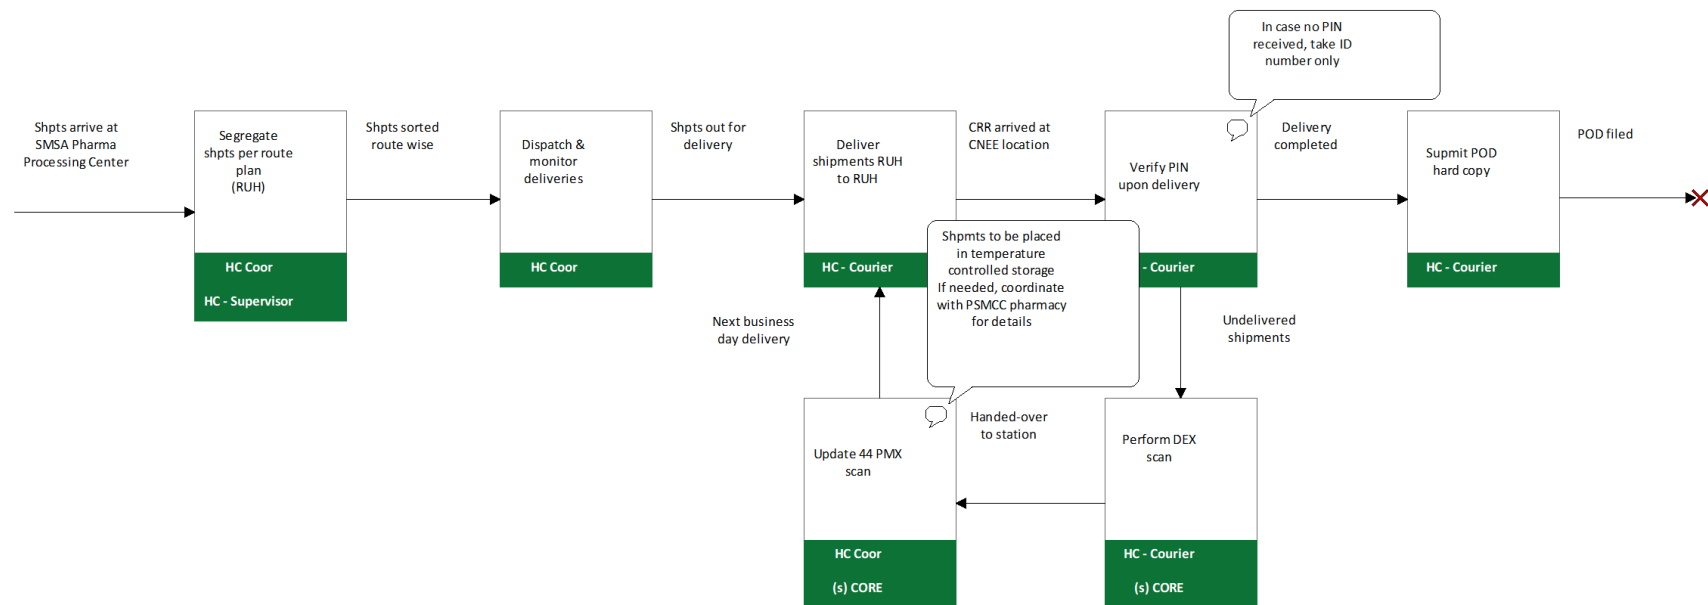 In case no PIN
received, take ID
number only
Shpts arrive at
SMSA Pharma
Processing Center
Segregate
shpts per route
plan
(RUH)
HC Coor
HC - Supervisor
Shpts sorted
route wise
Dispatch &
monitor
deliveries
HC Coor
Shpts out for
delivery
Deliver
shipments RUH
to RUH
HC - Courier
CRR arrived at
CNEE location
Verify PIN
upon delivery
- Courier
Delivery
completed
Supmit POD
hard copy
HC - Courier
POD filed
Shpmts to be placed
in temperature
controlled storage
If needed, coordinate
with PSMCC pharmacy
for details
Next business
day delivery
Undelivered
shipments
Update 44 PMX
scan
HC Coor
(s) CORE
Handed-over
to station
Perform DEX
scan
HC - Courier
(s) CORE